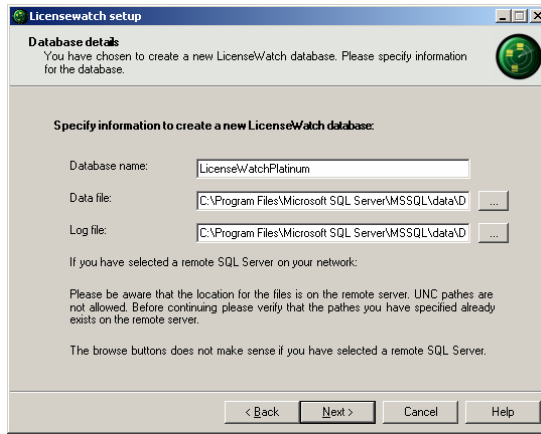 Licensewatch setup
Database details
You have chosen to create a new LicenseWatch database. Please specify information
for the database.
Specify information to create a new LicenseWatch database:
Database name:
LicenseWatchPlatinum
Data file:
C:\Program Files\Microsoft SQL Server\MSSQL\data\D
...
Log file:
C:\Program Files\Microsoft SQL Server\MSSQL\data\D
...
If you have selected a remote SQL Server on your network:
Please be aware that the location for the files is on the remote server. UNC pathes are
not allowed. Before continuing please verify that the pathes you have specified already
exists on the remote server.
The browse buttons does not make sense if you have selected a remote SQL Server.
< Back
Next >
Cancel
Help